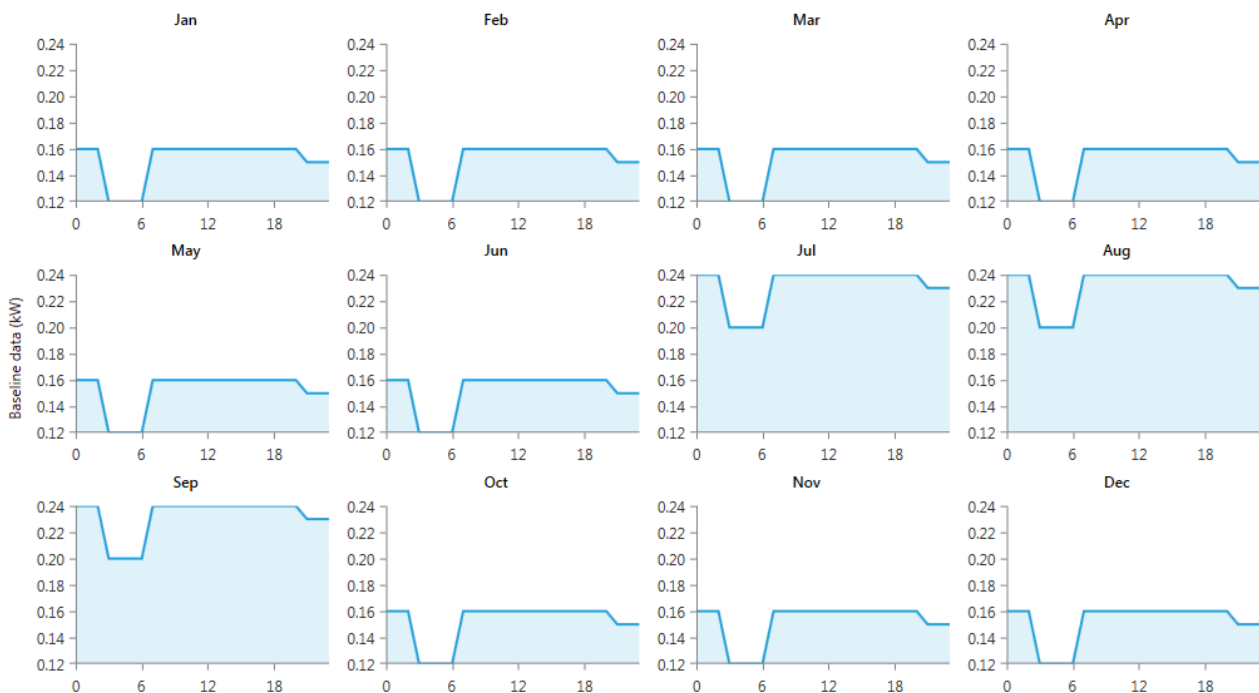 Jan Feb Mar Apr
0.24 0.24 0.24 0.24
0.22 0.22 0.22 0.22
0.20 0.20 0.20 0.20
0.18 0.18 0.18 0.18
0.16 0.16 0.16 0.16
0.14 0.14 0.14 0.14
0.12 0.12 0.12 0.12
0 6 12 18 0 6 12 18 0 6 12 18 0 6 12 18
May Jun Jul Aug
Baseline data (kW)
0.24 0.24 0.24 0.24
0.22 0.22 0.22 0.22
0.20 0.20 0.20 0.20
0.18 0.18 0.18 0.18
0.16 0.16 0.16 0.16
0.14 0.14 0.14 0.14
0.12 0.12 0.12 0.12
0 6 12 18 0 6 12 18 0 6 12 18 0 6 12 18
Sep Oct Nov Dec
0.24 0.24 0.24 0.24
0.22 0.22 0.22 0.22
0.20 0.20 0.20 0.20
0.18 0.18 0.18 0.18
0.16 0.16 0.16 0.16
0.14 0.14 0.14 0.14
0.12 0.12 0.12 0.12
0 6 12 18 0 6 12 18 0 6 12 18 0 6 12 18